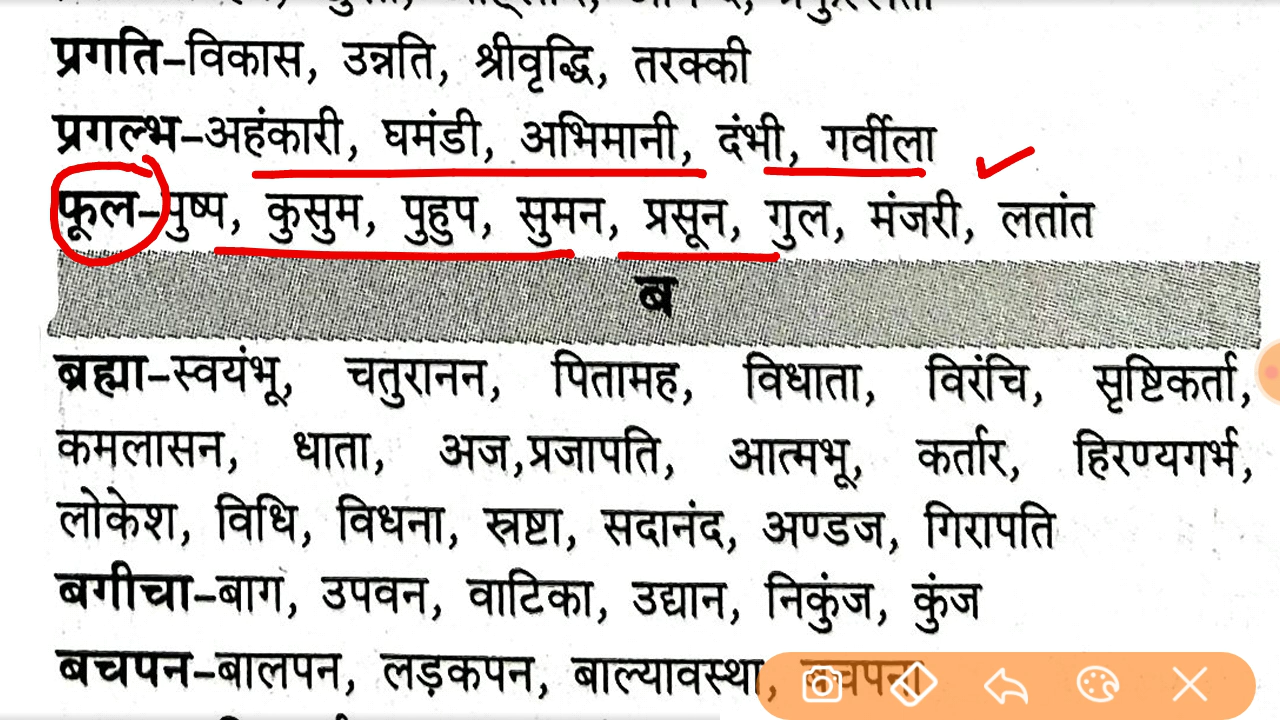 प्रगति–विकास, उन्नति, श्रीवृद्धि, तरक्की
प्रगल्भ–अहंकारी, घमंडी, अभिमानी, दंभी, गर्वीला
फूल–पुष्प, कुसुम, पुहुप, सुमन, प्रसून, गुल, मंजरी, लतांत
ब
ब्रह्मा–स्वयंभू, चतुरानन, पितामह, विधाता, विरंचि, सृष्टिकर्ता,
कमलासन, धाता, अज,प्रजापति, आत्मभू, कर्तार, हिरण्यगर्भ,
लोकेश, विधि, विधना, स्रष्टा, सदानंद, अण्डज, गिरापति
बगीचा–बाग, उपवन, वाटिका, उद्यान, निकुंज, कुंज
बचपन–बालपन, लड़कपन, बाल्यावस्था,